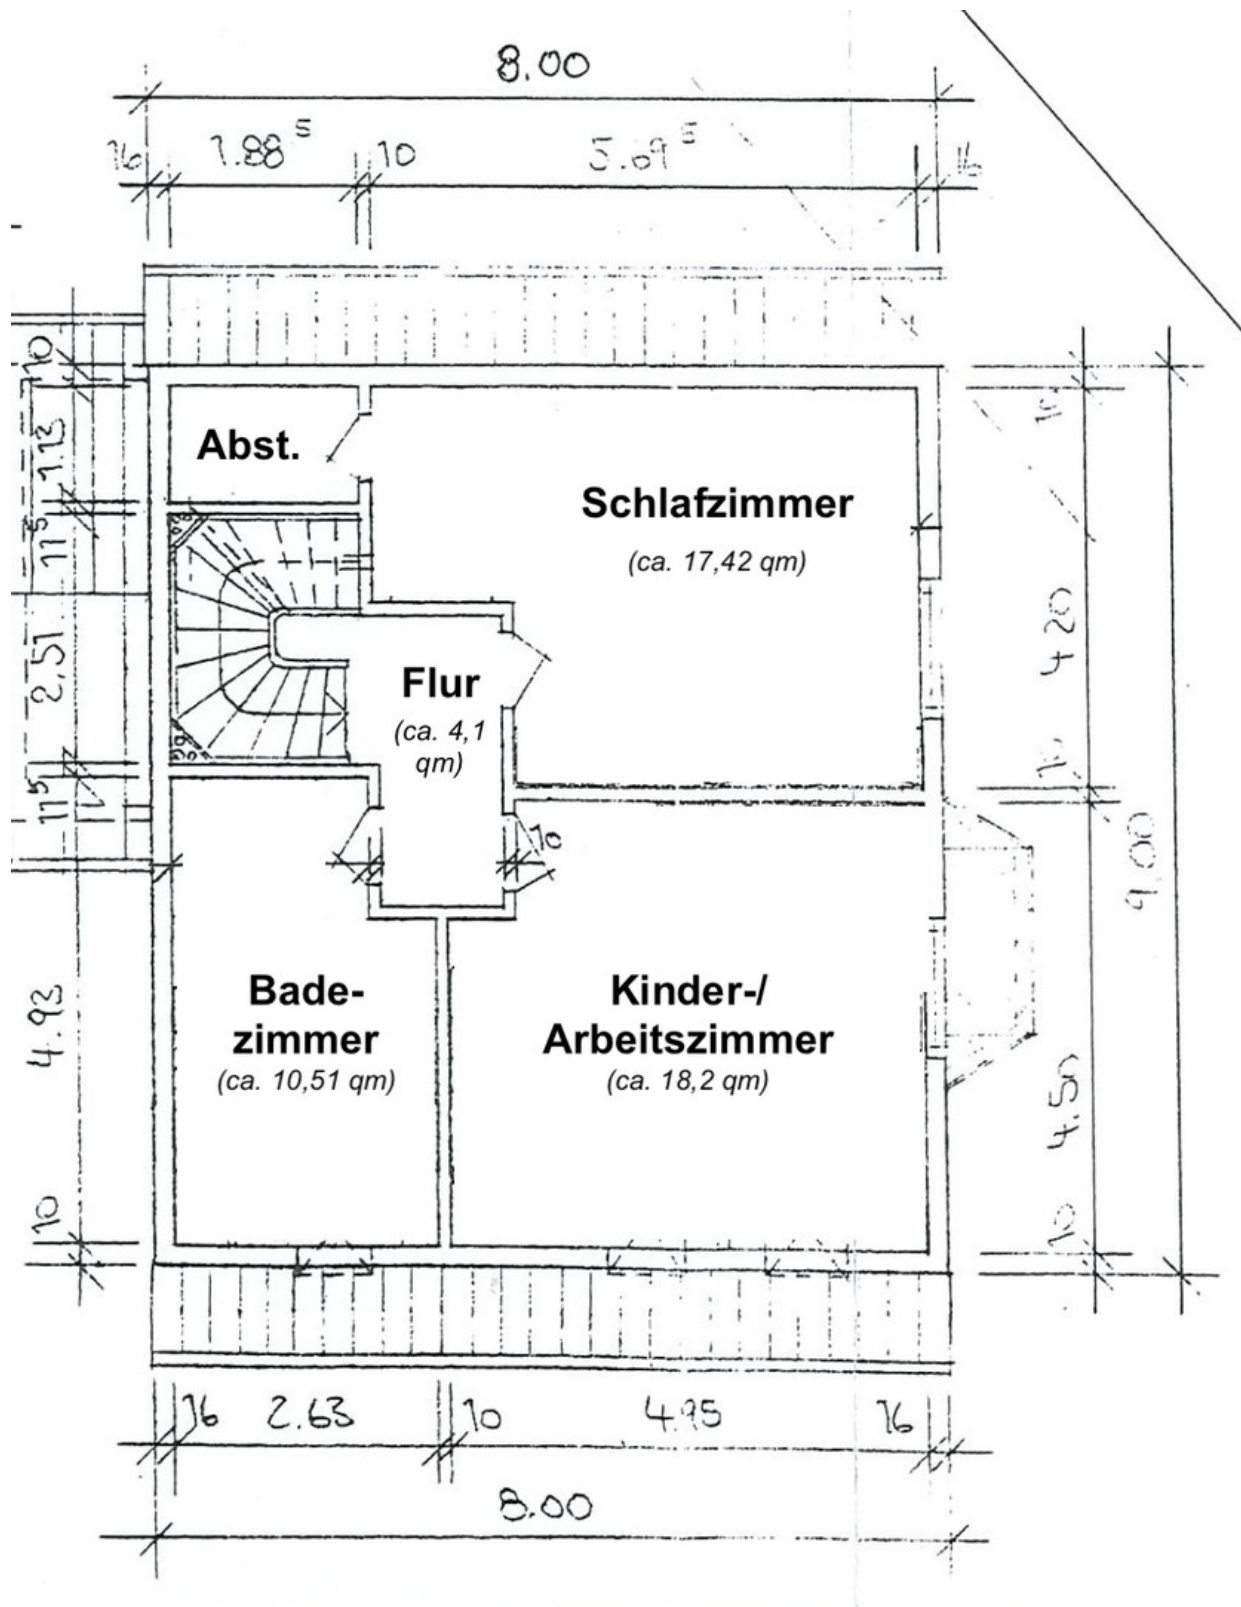 8.00
16 1.88⁵ 10 5.69⁵ 16
10
1.13
11⁵
2,51
11⁵
4.93
10
Abst.
Schlafzimmer
(ca. 17,42 qm)
Flur
(ca. 4,1
qm)
10
Bade-
zimmer
(ca. 10,51 qm)
Kinder-/
Arbeitszimmer
(ca. 18,2 qm)
4.20
10
9.00
4.50
10
16 2.63 10 4.95 16
8.00